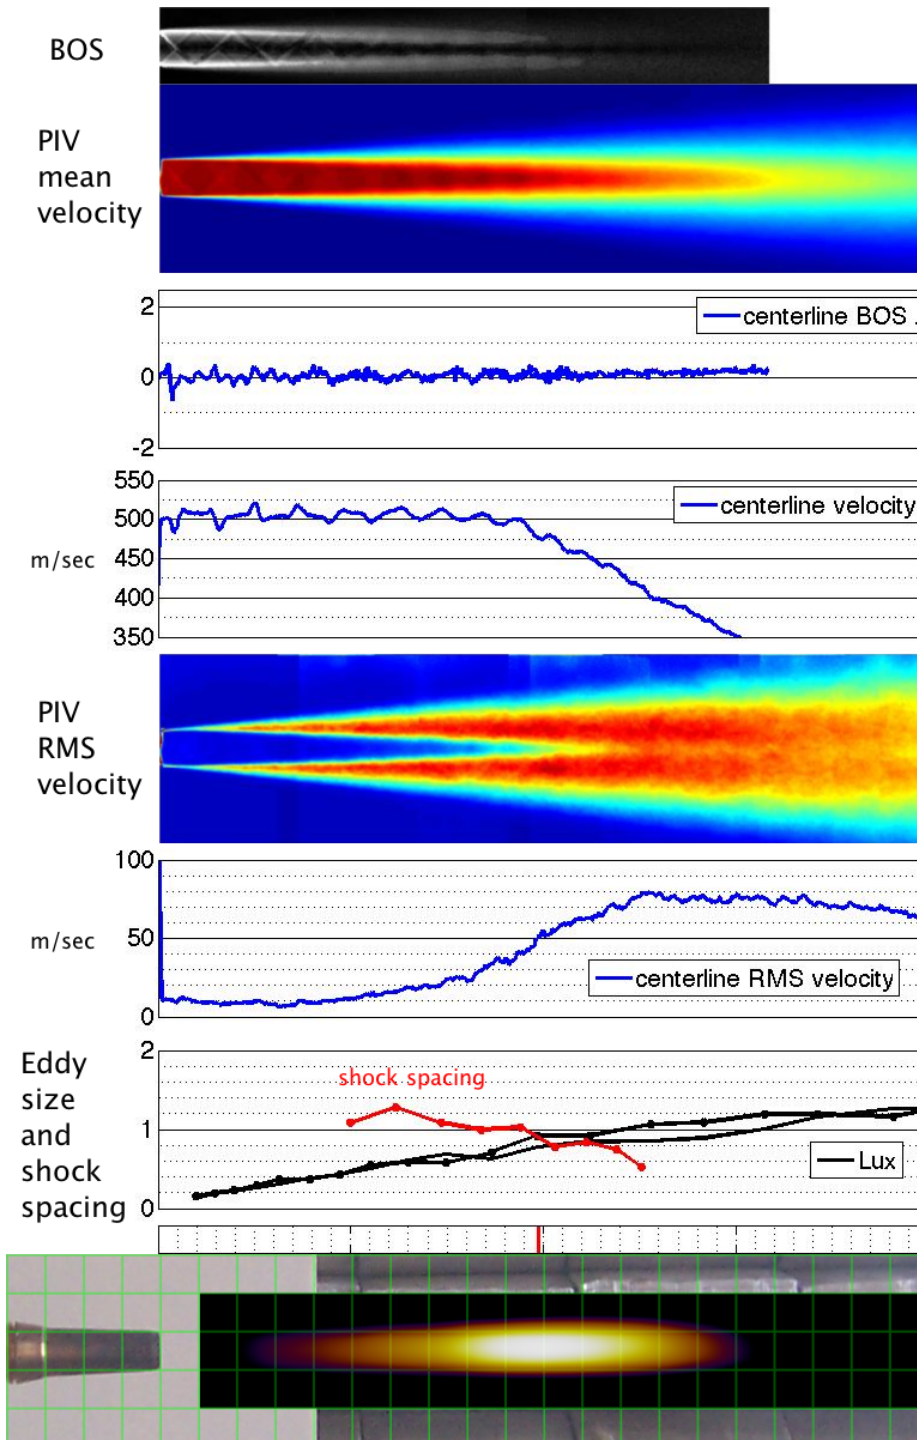 BOS
PIV
mean
velocity
2
0
-2
centerline BOS .
550
500
450
400
350
m/sec
centerline velocity
PIV
RMS
velocity
100
50
0
m/sec
centerline RMS velocity
Eddy
size
and
shock
spacing
2
1
0
shock spacing
Lux